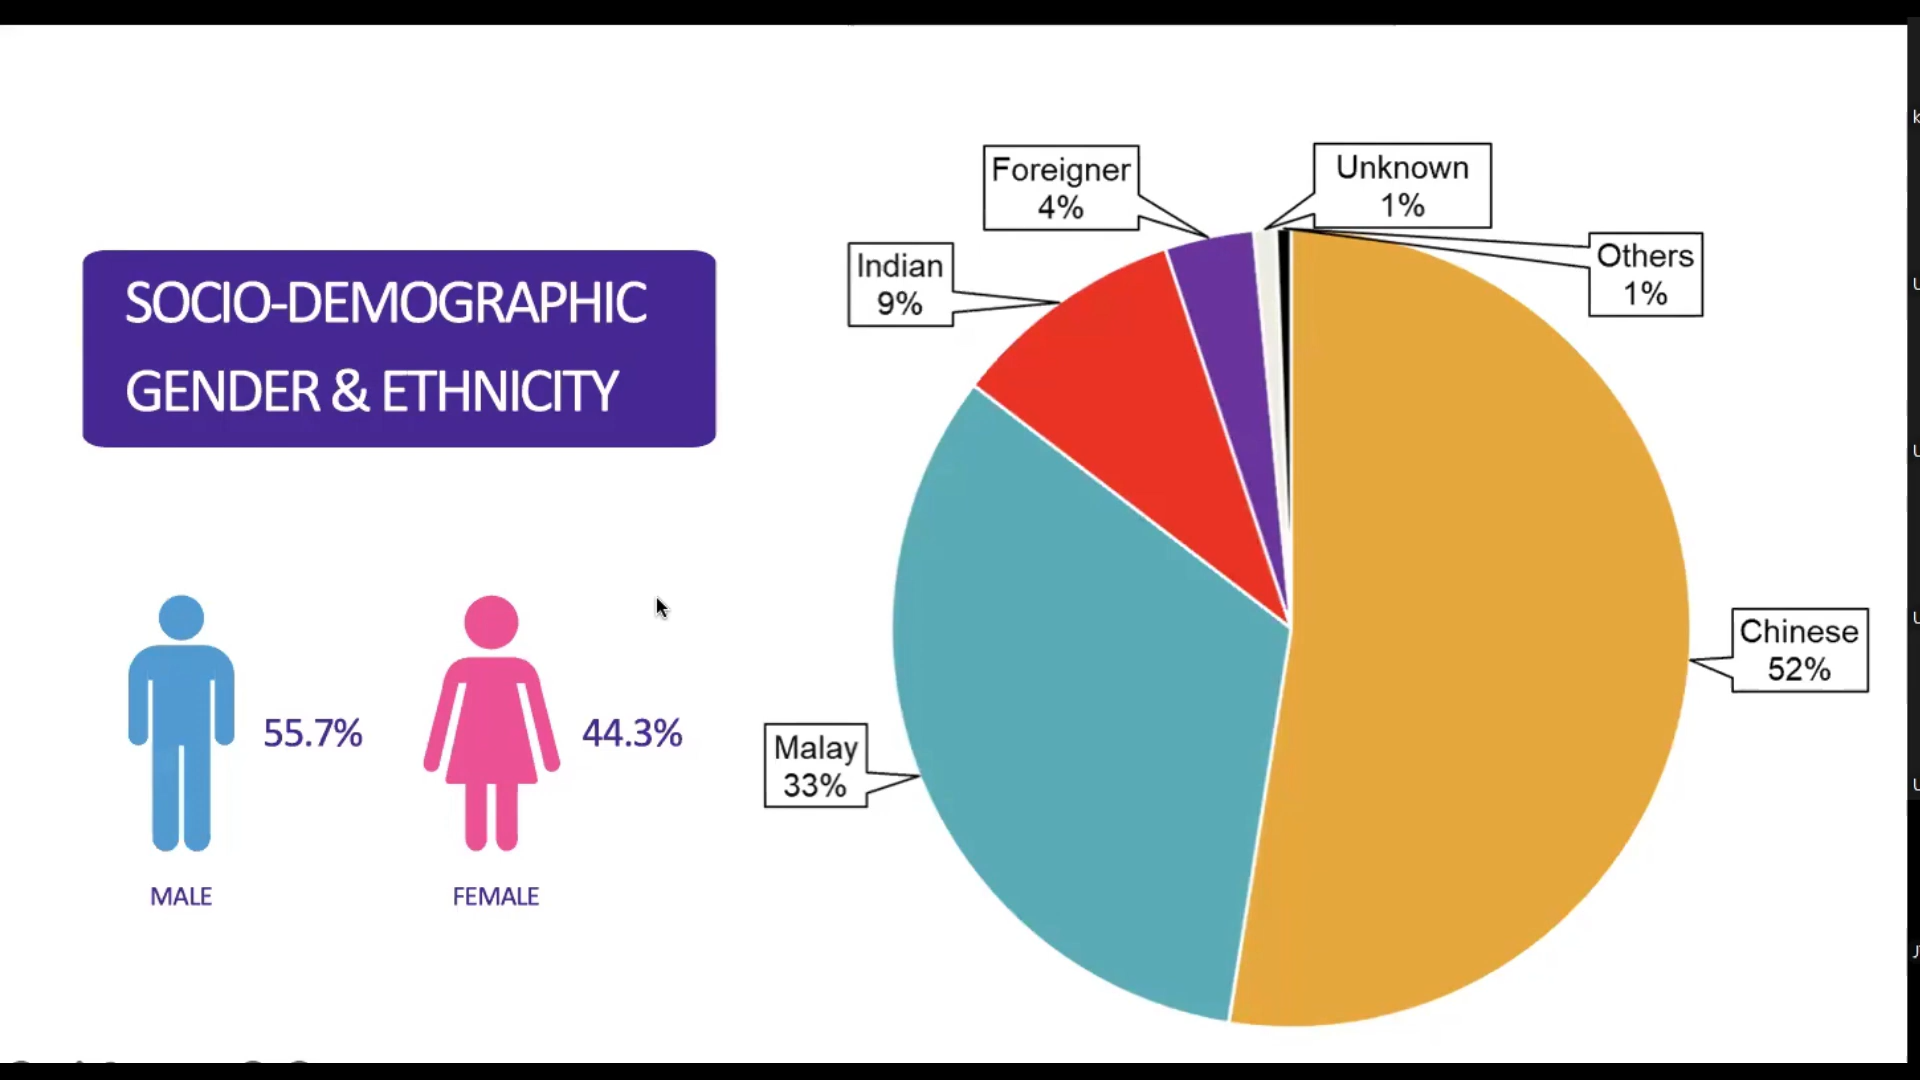 SOCIO-DEMOGRAPHIC
GENDER & ETHNICITY
55.7%
44.3%
MALE
FEMALE
Foreigner
4%
Unknown
1%
Indian
9%
Others
1%
Chinese
52%
Malay
33%